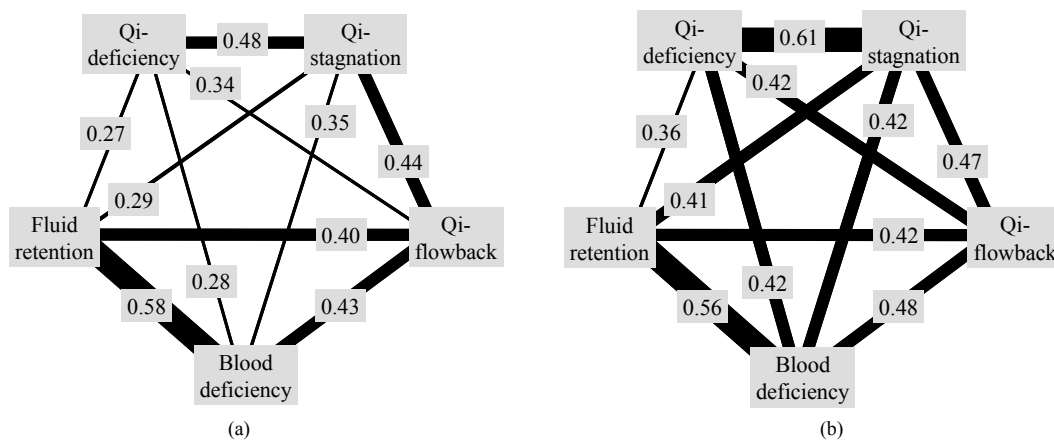 Qi-
deficiency
0.48
Qi-
stagnation
0.34
0.27
0.35
0.44
0.29
Fluid
retention
0.40
Qi-
flowback
0.28
0.58
0.43
Blood
deficiency
(a)
Qi-
deficiency
0.61
Qi-
stagnation
0.42
0.36
0.42
0.47
0.41
Fluid
retention
0.42
Qi-
flowback
0.42
0.56
0.48
Blood
deficiency
(b)